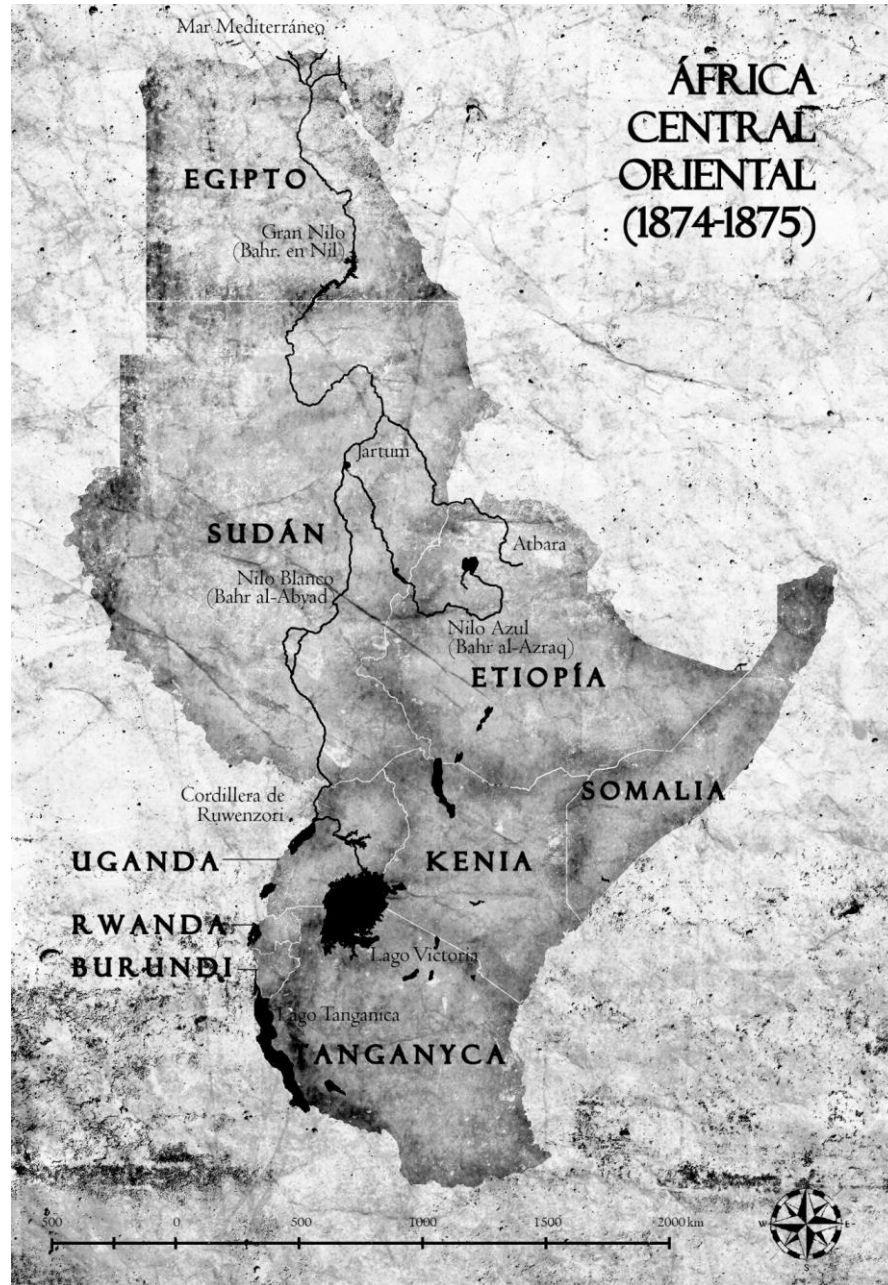 Mar Mediterráneo
ÁFRICA
CENTRAL
ORIENTAL
(1874-1875)
EGIPTO
Gran Nilo
(Bahr. en Nil)
Jartum
SUDÁN
Atbara
Nilo Blanco
(Bahr al-Abyad)
Nilo Azul
(Bahr al-Azraq)
ETIOPÍA
Cordillera de
Ruwenzori
SOMALIA
UGANDA
KENIA
RWANDA
Lago Victoria
BURUNDI
Lago Tanganica
TANGANYCA
500 0 500 1000 1500 2000 km
W E
S